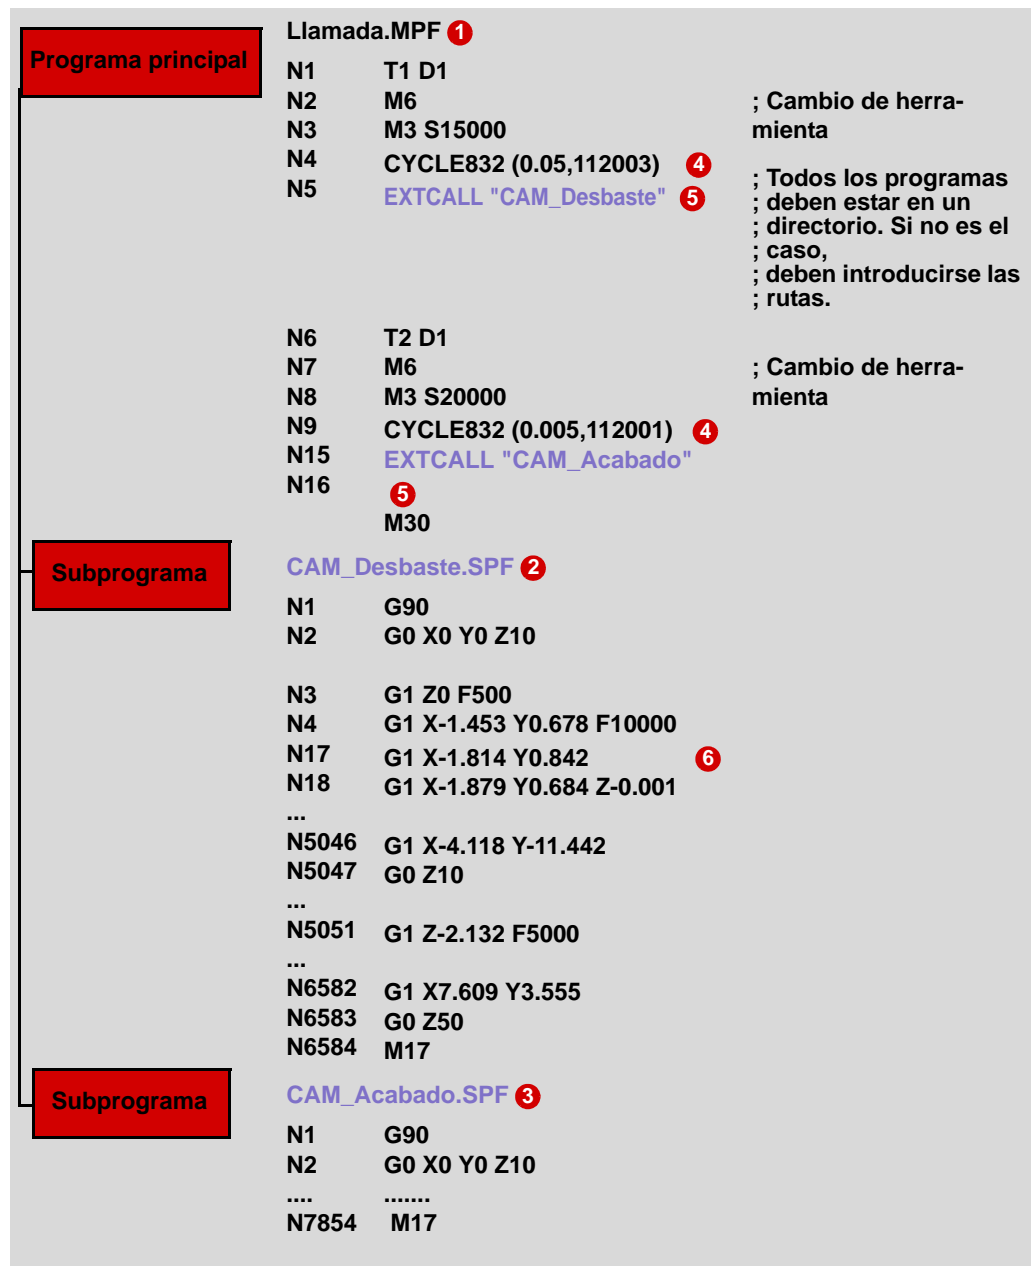 Programa principal
Llamada.MPF 1
N1 T1 D1
N2 M6 ; Cambio de herra-
N3 M3 S15000 mienta
N4 CYCLE832 (0.05,112003) 4
N5 EXTCALL "CAM_Desbaste" 5
; Todos los programas
; deben estar en un
; directorio. Si no es el
; caso,
; deben introducirse las
; rutas.
N6 T2 D1
N7 M6 ; Cambio de herra-
N8 M3 S20000 mienta
N9 CYCLE832 (0.005,112001) 4
N15 EXTCALL "CAM_Acabado"
N16 5
M30
Subprograma
CAM_Desbaste.SPF 2
N1 G90
N2 G0 X0 Y0 Z10
N3 G1 Z0 F500
N4 G1 X-1.453 Y0.678 F10000
N17 G1 X-1.814 Y0.842 6
N18 G1 X-1.879 Y0.684 Z-0.001
...
N5046 G1 X-4.118 Y-11.442
N5047 G0 Z10
...
N5051 G1 Z-2.132 F5000
...
N6582 G1 X7.609 Y3.555
N6583 G0 Z50
N6584 M17
Subprograma
CAM_Acabado.SPF 3
N1 G90
N2 G0 X0 Y0 Z10
.... .......
N7854 M17